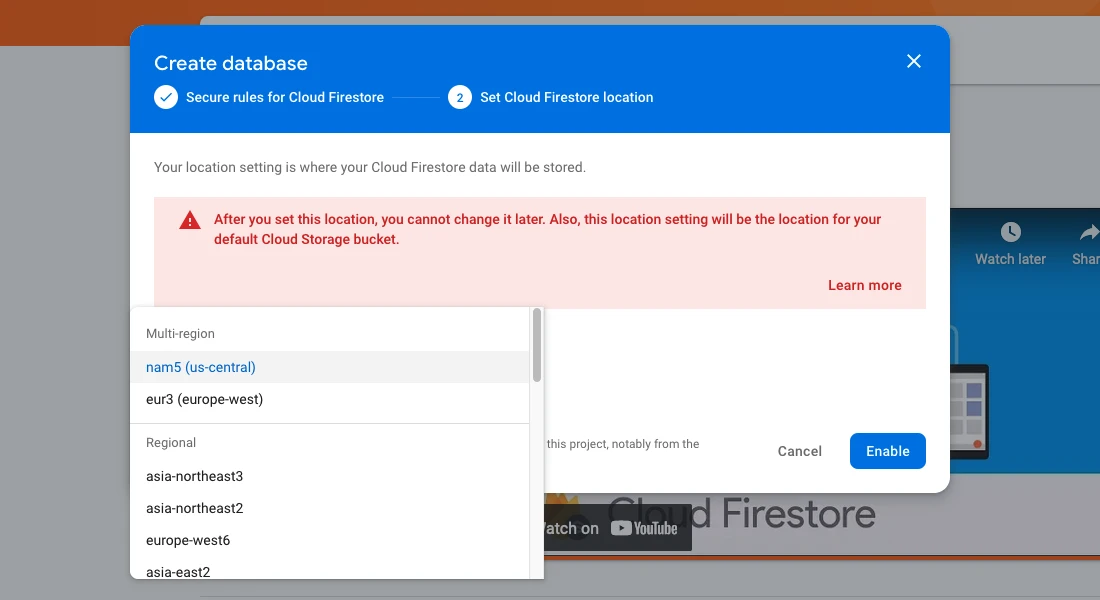 Create database
Secure rules for Cloud Firestore
2
Set Cloud Firestore location
Your location setting is where your Cloud Firestore data will be stored.
After you set this location, you cannot change it later. Also, this location setting will be the location for your
default Cloud Storage bucket.
Learn more
Watch later
Shar
Multi-region
nam5 (us-central)
eur3 (europe-west)
Regional
asia-northeast3
asia-northeast2
europe-west6
asia-east2
this project, notably from the
Cancel
Enable
Cloud Firestore
atch on
YouTube